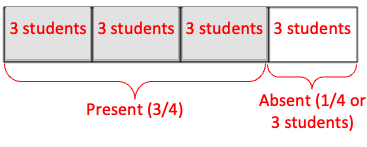 3 students 3 students 3 students 3 students
Present (3/4)
Absent (1/4 or
3 students)